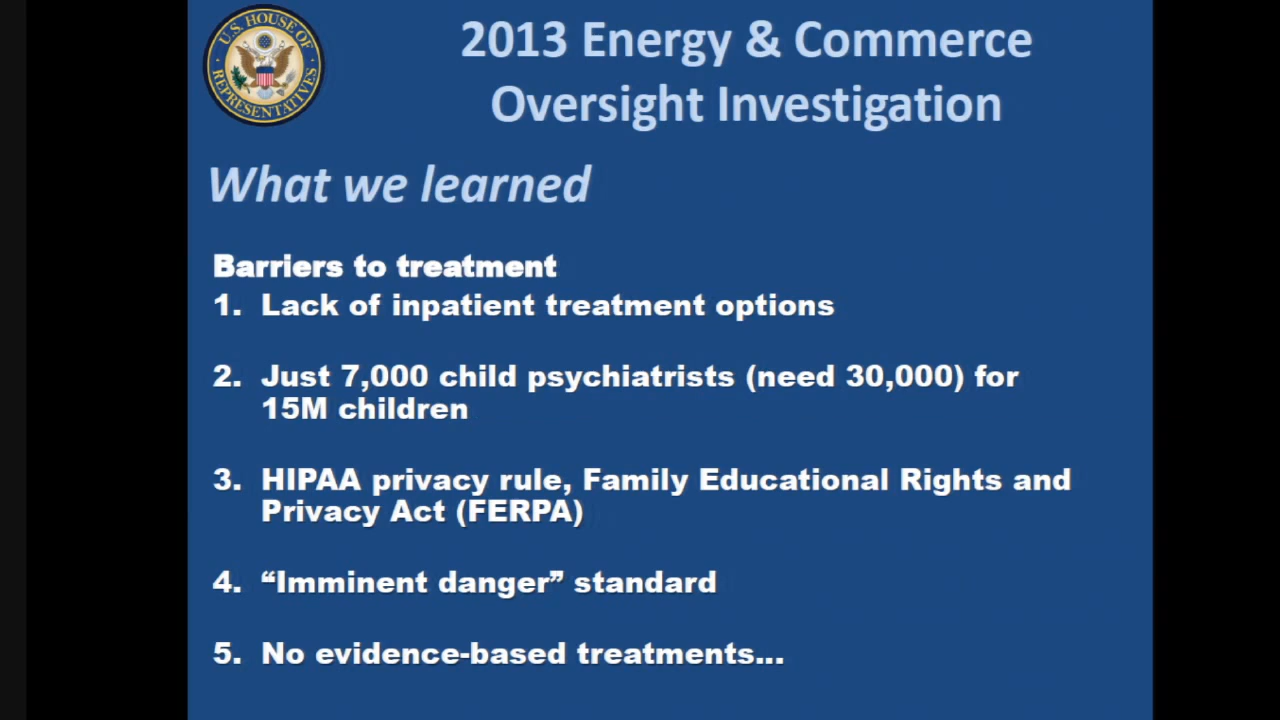 U.S. HOUSE OF
REPRESENTATIVES
2013 Energy & Commerce
Oversight Investigation
What we learned
Barriers to treatment
1. Lack of inpatient treatment options
2. Just 7,000 child psychiatrists (need 30,000) for
15M children
3. HIPAA privacy rule, Family Educational Rights and
Privacy Act (FERPA)
4. “Imminent danger” standard
5. No evidence-based treatments...